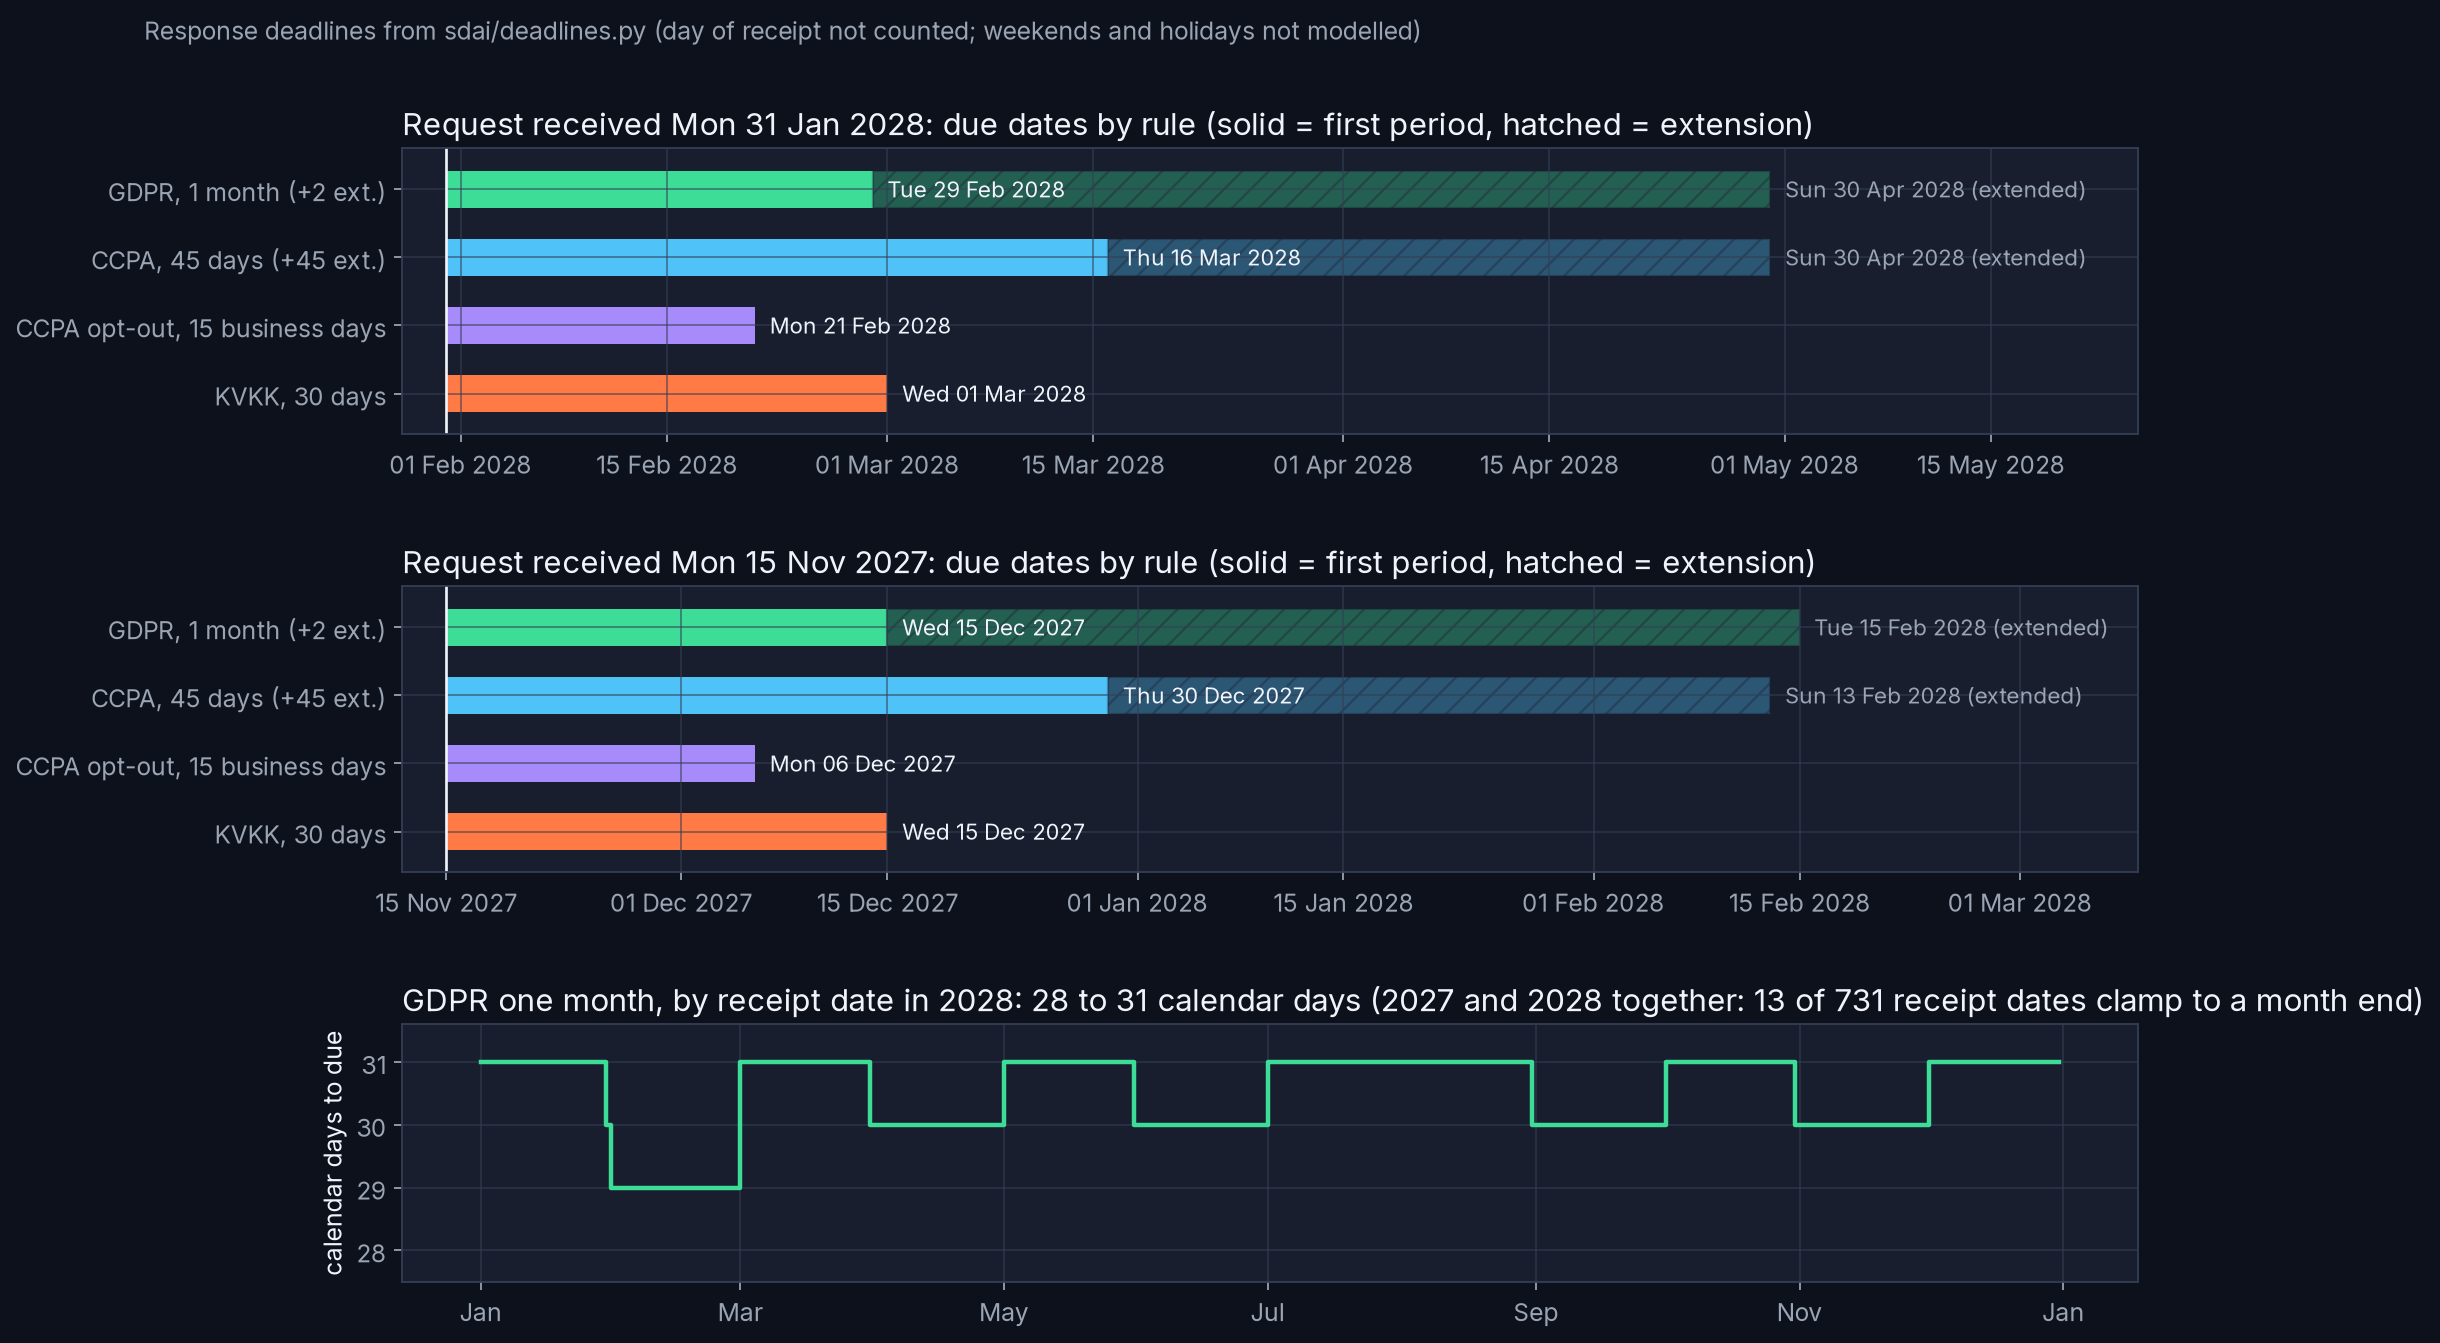 Response deadlines from sdai/deadlines.py (day of receipt not counted; weekends and holidays not modelled)
Request received Mon 31 Jan 2028: due dates by rule (solid = first period, hatched = extension)
GDPR, 1 month (+2 ext.)
Tue 29 Feb 2028
Sun 30 Apr 2028 (extended)
CCPA, 45 days (+45 ext.)
Thu 16 Mar 2028
Sun 30 Apr 2028 (extended)
CCPA opt-out, 15 business days
Mon 21 Feb 2028
KVKK, 30 days
Wed 01 Mar 2028
01 Feb 2028
15 Feb 2028
01 Mar 2028
15 Mar 2028
01 Apr 2028
15 Apr 2028
01 May 2028
15 May 2028
Request received Mon 15 Nov 2027: due dates by rule (solid = first period, hatched = extension)
GDPR, 1 month (+2 ext.)
Wed 15 Dec 2027
Tue 15 Feb 2028 (extended)
CCPA, 45 days (+45 ext.)
Thu 30 Dec 2027
Sun 13 Feb 2028 (extended)
CCPA opt-out, 15 business days
Mon 06 Dec 2027
KVKK, 30 days
Wed 15 Dec 2027
15 Nov 2027
01 Dec 2027
15 Dec 2027
01 Jan 2028
15 Jan 2028
01 Feb 2028
15 Feb 2028
01 Mar 2028
GDPR one month, by receipt date in 2028: 28 to 31 calendar days (2027 and 2028 together: 13 of 731 receipt dates clamp to a month end)
calendar days to due
31
30
29
28
Jan
Mar
May
Jul
Sep
Nov
Jan